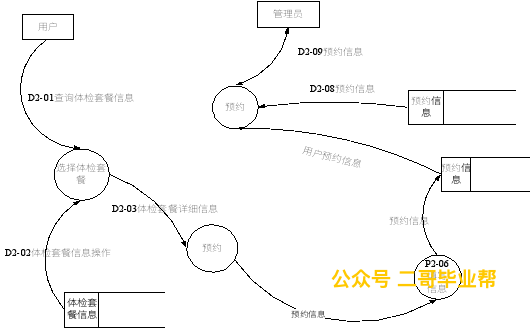 用户
管理员
D2-09预约信息
D2-01查询体检套餐信息
D2-08预约信息
预约
预约信
息
用户预约信息
选择体检套
餐
预约信
息
D2-03体检套餐详细信息
预约信息
D2-02体检套餐信息操作
预约
P2-06
信息
公众号 二哥毕业帮
体检套
餐信息
预约信息